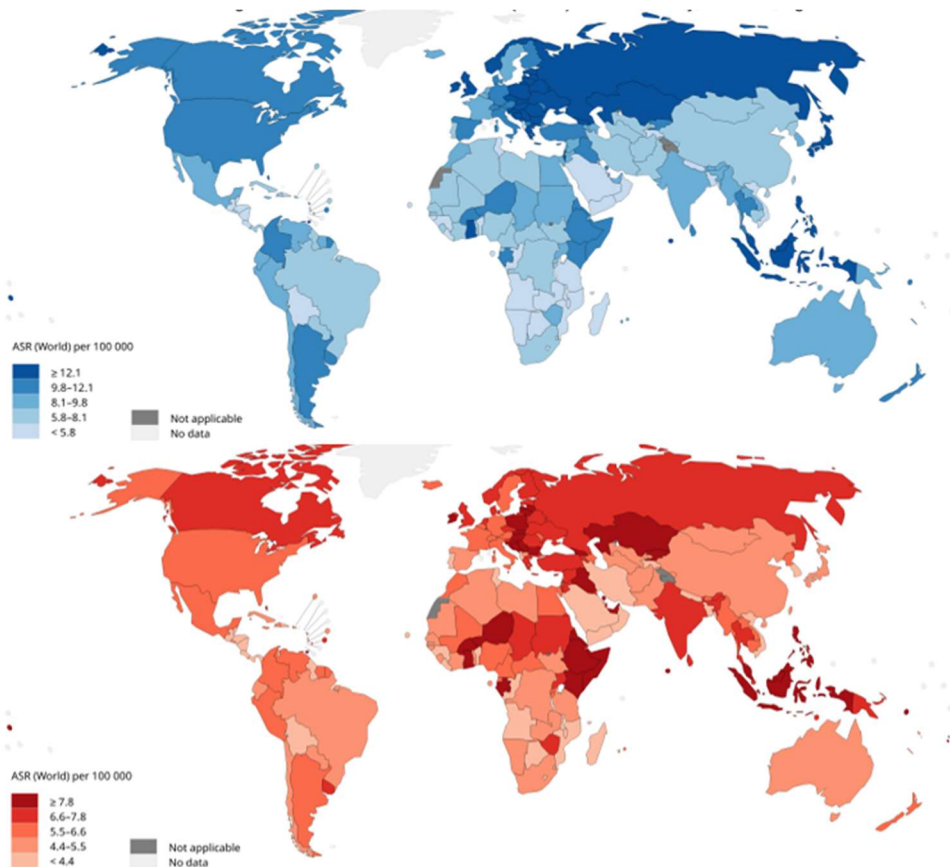 ASR (World) per 100 000
≥ 12.1
9.8–12.1
8.1–9.8
5.8–8.1
< 5.8
Not applicable
No data
ASR (World) per 100 000
≥ 7.8
6.6–7.8
5.5–6.6
4.4–5.5
< 4.4
Not applicable
No data